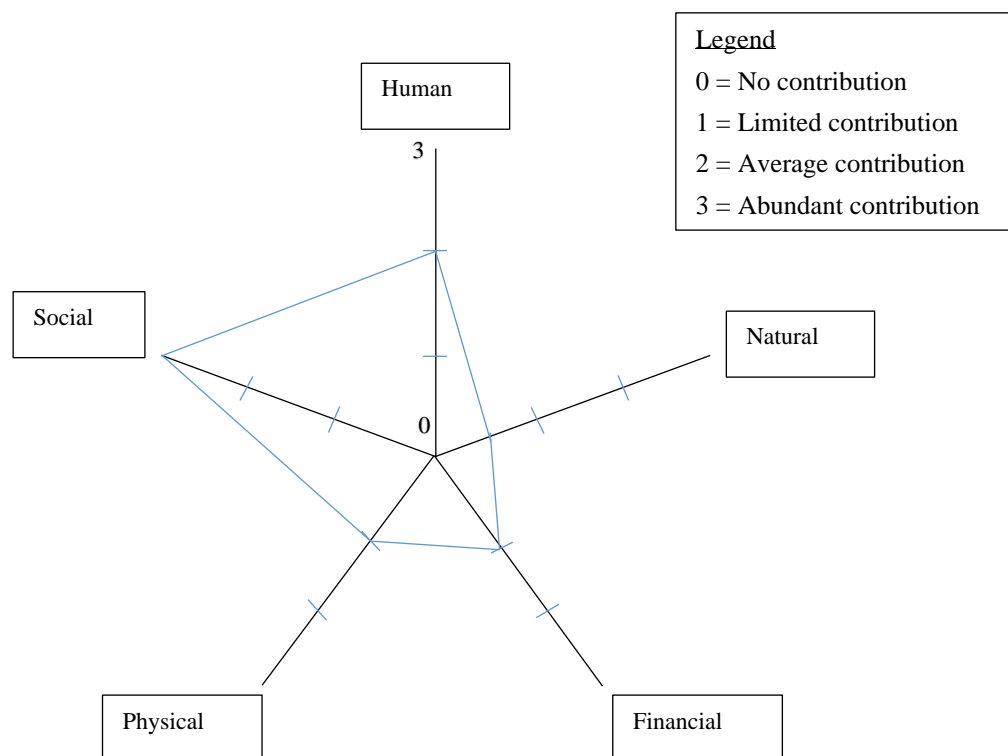 Legend
0 = No contribution
1 = Limited contribution
2 = Average contribution
3 = Abundant contribution
Human
3
Social
Natural
0
Physical
Financial